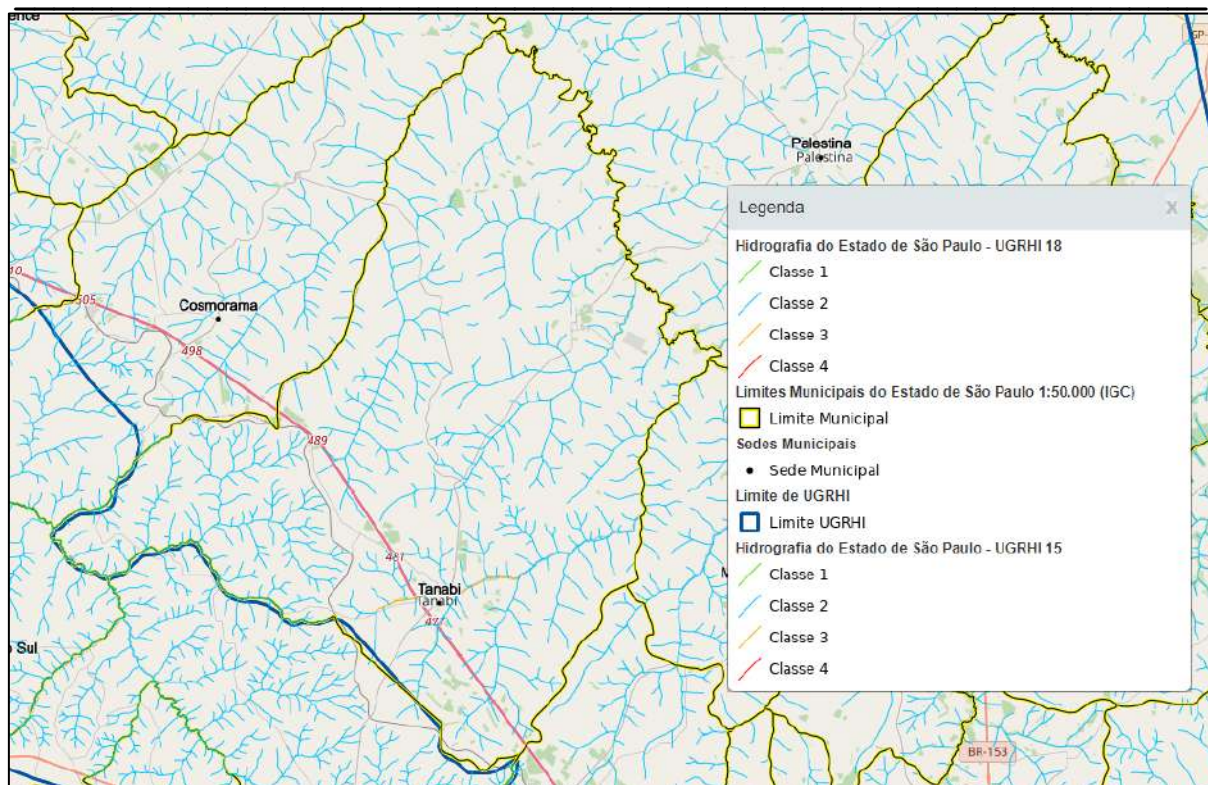 GP-
Palestina
Palestina
Legenda X
Hidrografia do Estado de São Paulo - UGRHI 18
Classe 1
Classe 2
Classe 3
Classe 4
Limites Municipais do Estado de São Paulo 1:50.000 (IGC)
Limite Municipal
Sedes Municipais
Sede Municipal
Limite de UGRHI
Limite UGRHI
Hidrografia do Estado de São Paulo - UGRHI 15
Classe 1
Classe 2
Classe 3
Classe 4
505
Cosmorama
498
489
481
Tanabi
Tanabi
477
Sul
BR-153